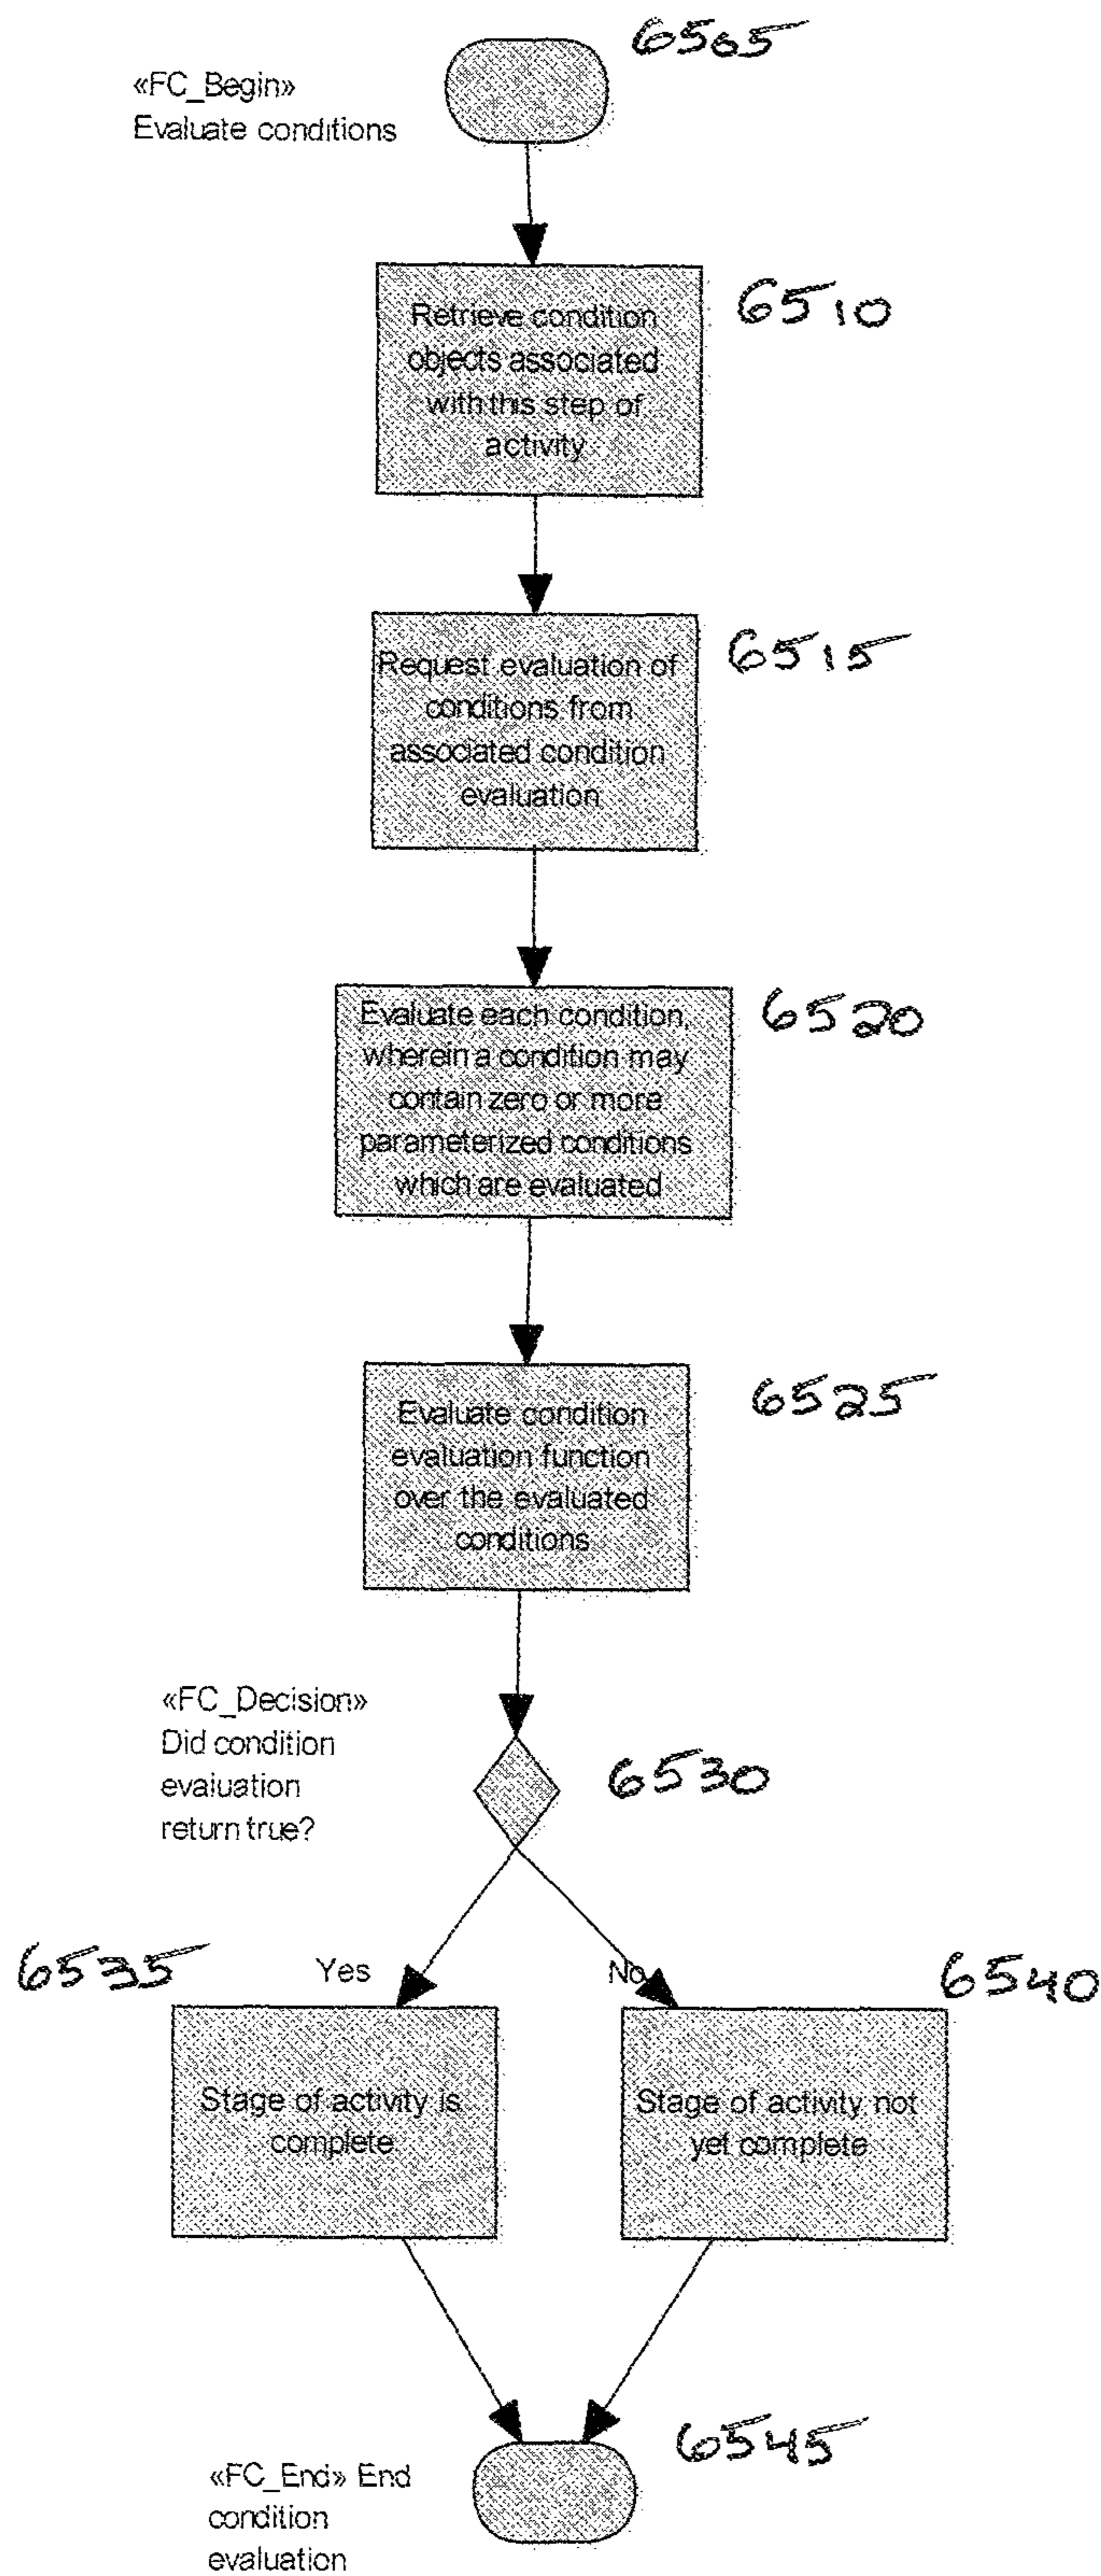 6505
«FC_Begin»
Evaluate conditions
6510
Retrieve condition
objects associated
with this step of
activity
6515
Request evaluation of
conditions from
associated condition
evaluation
6520
Evaluate each condition,
wherein a condition may
contain zero or more
parameterized conditions
which are evaluated
6525
Evaluate condition
evaluation function
over the evaluated
conditions
«FC_Decision»
Did condition
evaluation
return true?
6530
6535
Yes
No
6540
Stage of activity is
complete
Stage of activity not
yet complete
6545
«FC_End» End
condition
evaluation